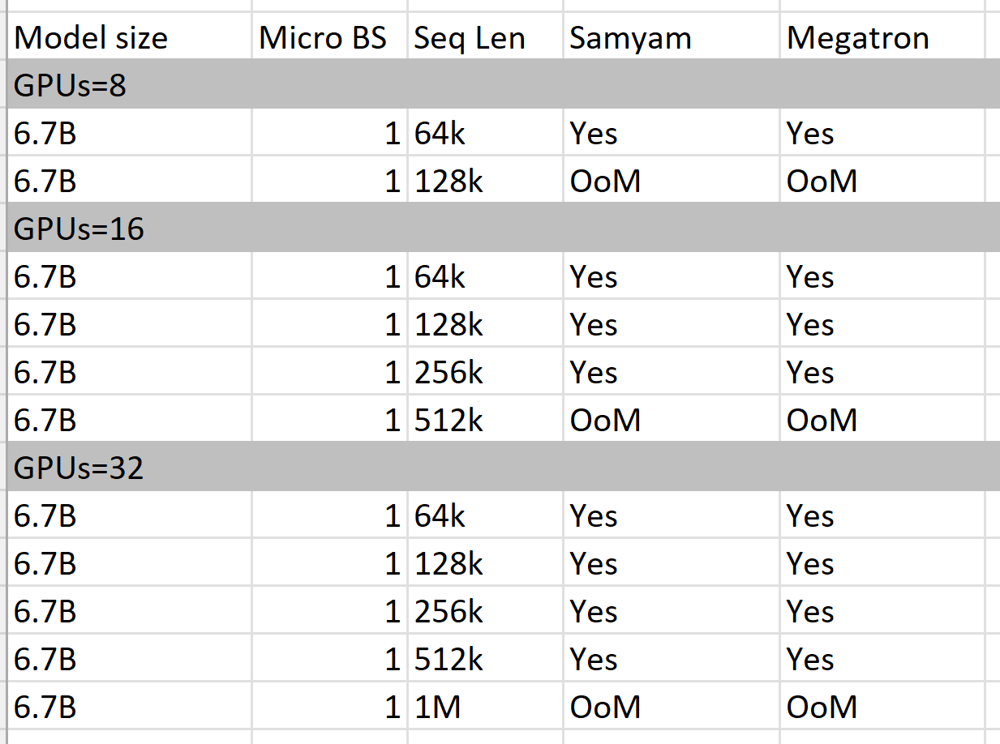 Model size Micro BS Seq Len Samyam Megatron
GPUs=8
6.7B 1 64k Yes Yes
6.7B 1 128k OoM OoM
GPUs=16
6.7B 1 64k Yes Yes
6.7B 1 128k Yes Yes
6.7B 1 256k Yes Yes
6.7B 1 512k OoM OoM
GPUs=32
6.7B 1 64k Yes Yes
6.7B 1 128k Yes Yes
6.7B 1 256k Yes Yes
6.7B 1 512k Yes Yes
6.7B 1 1M OoM OoM